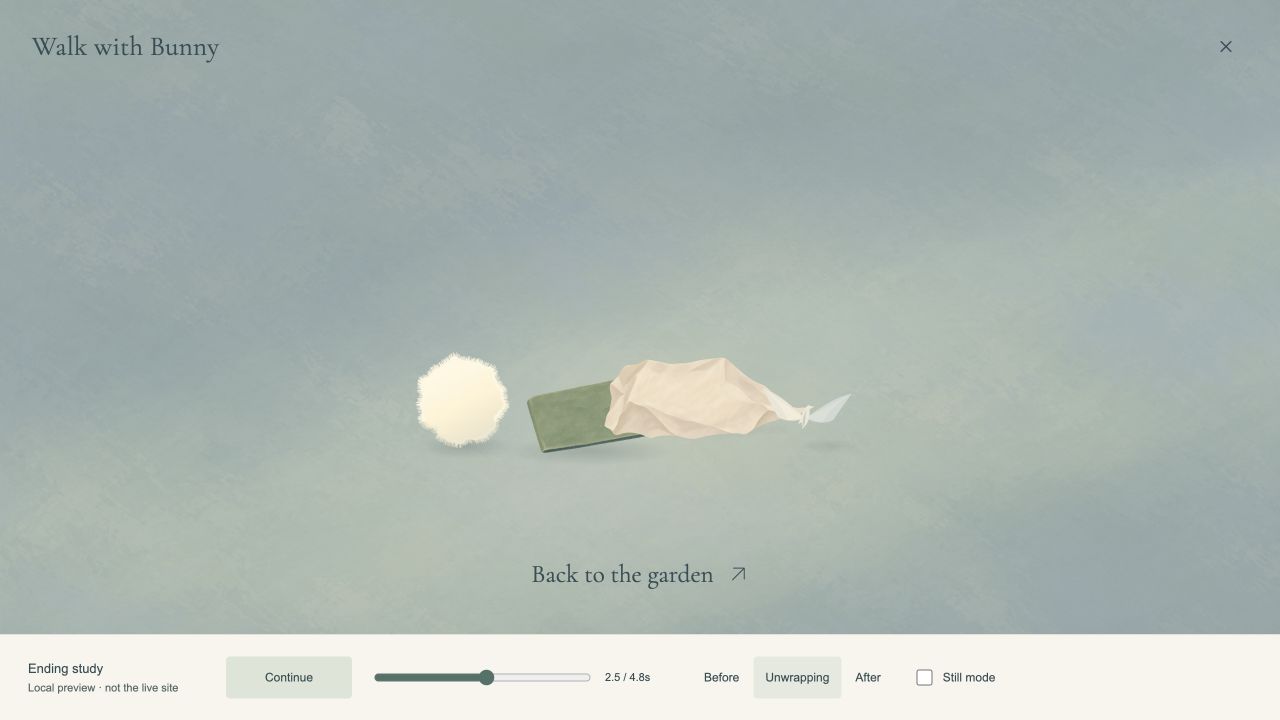 Walk with Bunny
Back to the garden
Ending study
Local preview · not the live site
Continue
2.5 / 4.8s
Before
Unwrapping
After
Still mode